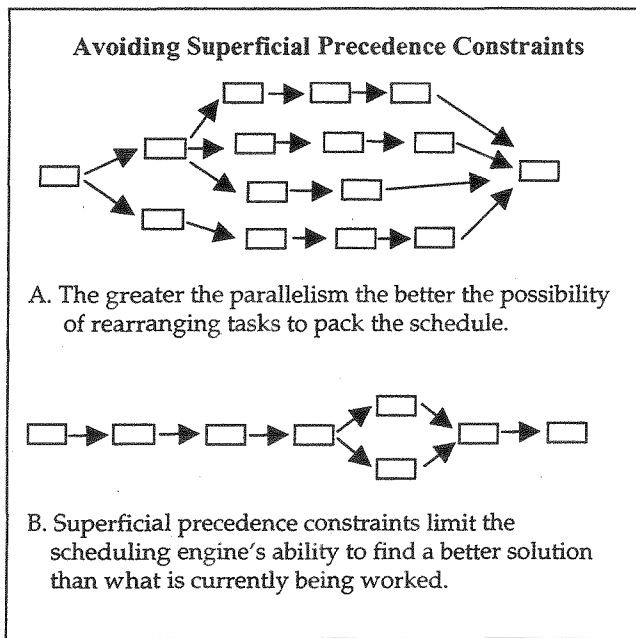 Avoiding Superficial Precedence Constraints
A. The greater the parallelism the better the possibility
of rearranging tasks to pack the schedule.
B. Superficial precedence constraints limit the
scheduling engine's ability to find a better solution
than what is currently being worked.